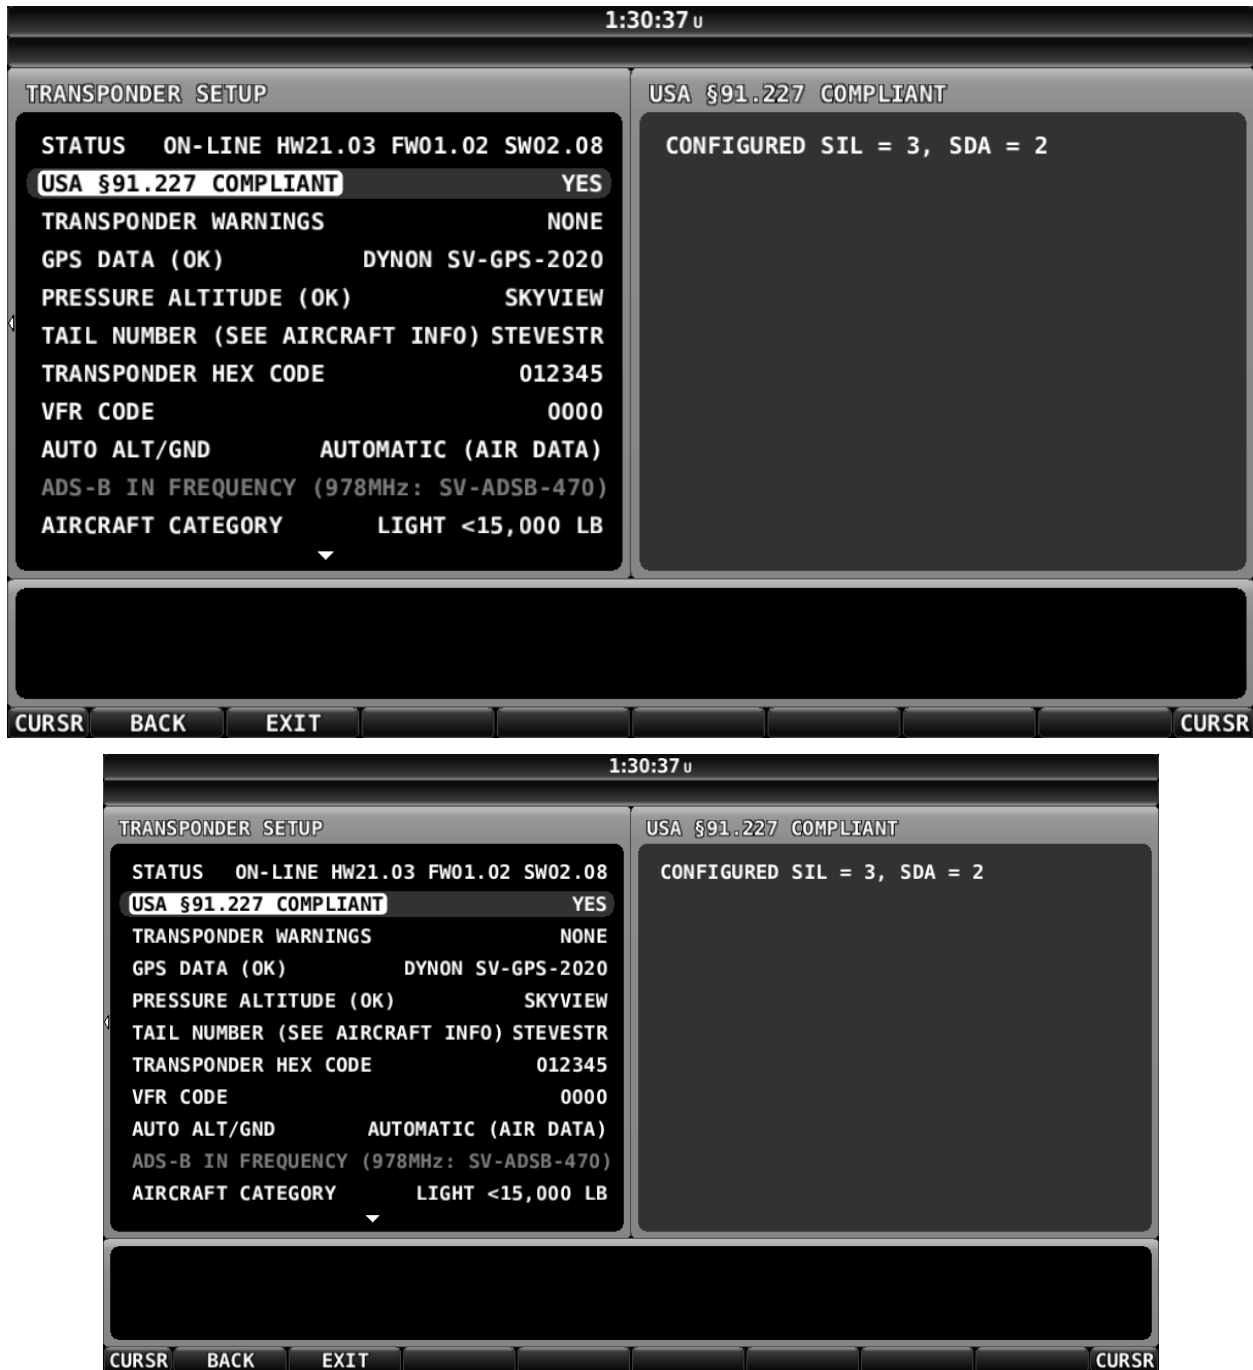 1:30:37 U
TRANSPONDER SETUP
STATUS ON-LINE HW21.03 FW01.02 SW02.08
USA §91.227 COMPLIANT YES
TRANSPONDER WARNINGS NONE
GPS DATA (OK) DYNON SV-GPS-2020
PRESSURE ALTITUDE (OK) SKYVIEW
TAIL NUMBER (SEE AIRCRAFT INFO) STEVESTR
TRANSPONDER HEX CODE 012345
VFR CODE 0000
AUTO ALT/GND AUTOMATIC (AIR DATA)
ADS-B IN FREQUENCY (978MHz: SV-ADSB-470)
AIRCRAFT CATEGORY LIGHT <15,000 LB
USA §91.227 COMPLIANT
CONFIGURED SIL = 3, SDA = 2
CURSR BACK EXIT CURSR
1:30:37 U
TRANSPONDER SETUP
STATUS ON-LINE HW21.03 FW01.02 SW02.08
USA §91.227 COMPLIANT YES
TRANSPONDER WARNINGS NONE
GPS DATA (OK) DYNON SV-GPS-2020
PRESSURE ALTITUDE (OK) SKYVIEW
TAIL NUMBER (SEE AIRCRAFT INFO) STEVESTR
TRANSPONDER HEX CODE 012345
VFR CODE 0000
AUTO ALT/GND AUTOMATIC (AIR DATA)
ADS-B IN FREQUENCY (978MHz: SV-ADSB-470)
AIRCRAFT CATEGORY LIGHT <15,000 LB
USA §91.227 COMPLIANT
CONFIGURED SIL = 3, SDA = 2
CURSR BACK EXIT CURSR